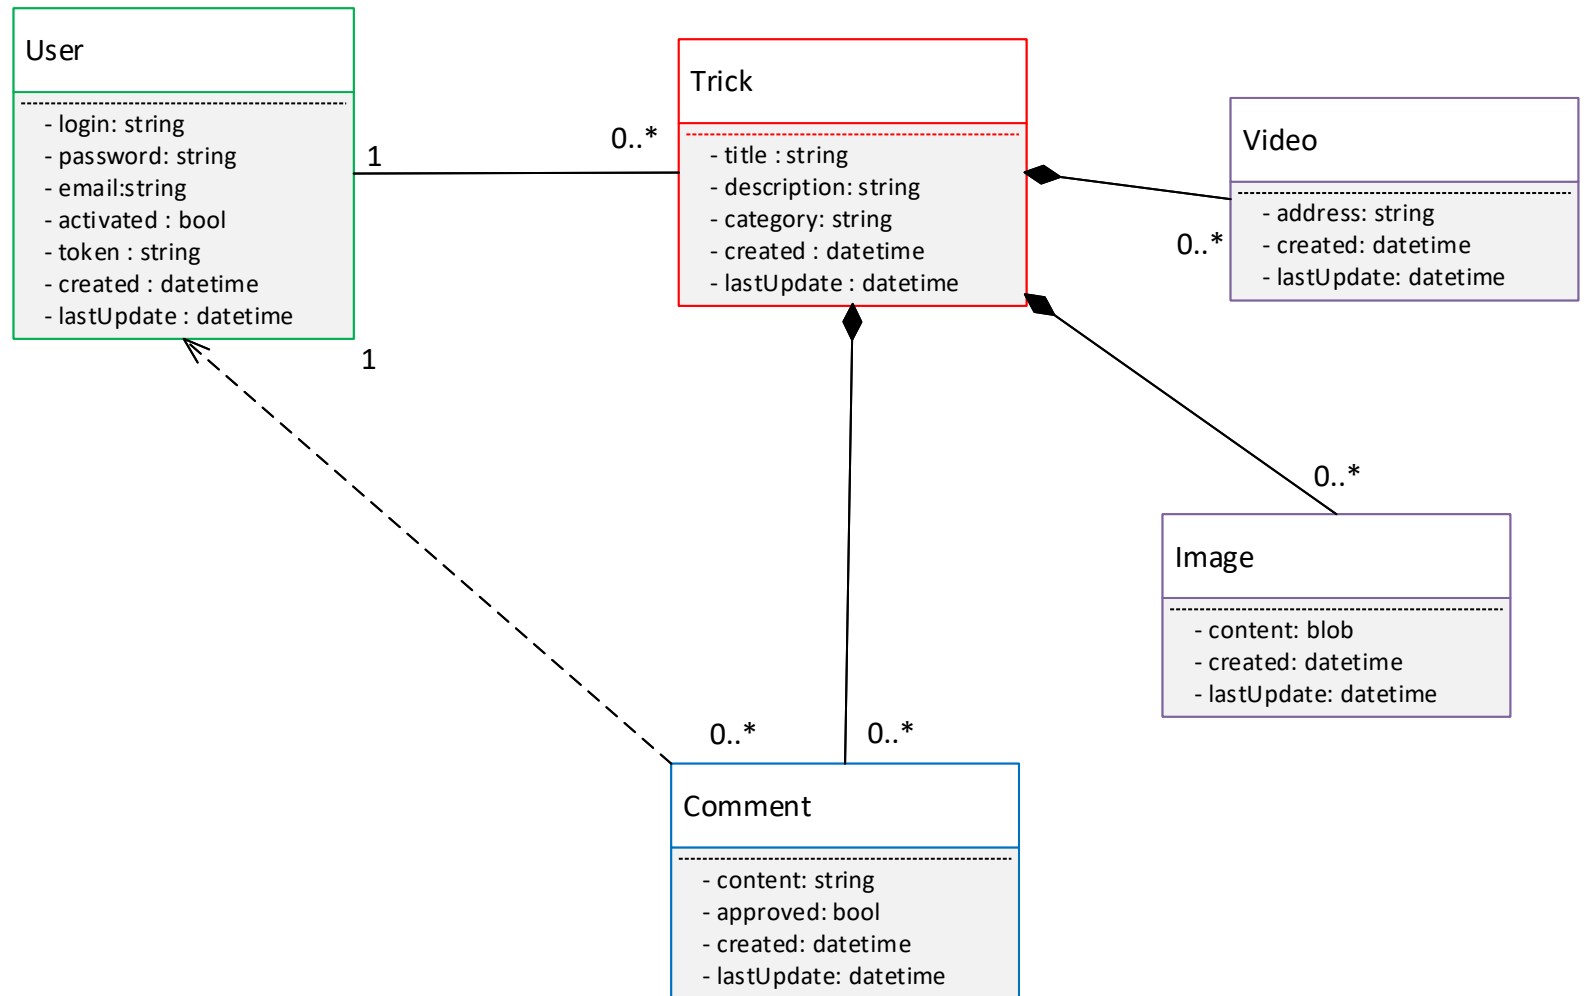 User
- login: string
- password: string
- email:string
- activated : bool
- token : string
- created : datetime
- lastUpdate : datetime
1
0..*
1
Trick
- title : string
- description: string
- category: string
- created : datetime
- lastUpdate : datetime
Video
- address: string
- created: datetime
- lastUpdate: datetime
0..*
0..*
Image
- content: blob
- created: datetime
- lastUpdate: datetime
0..*
0..*
Comment
- content: string
- approved: bool
- created: datetime
- lastUpdate: datetime